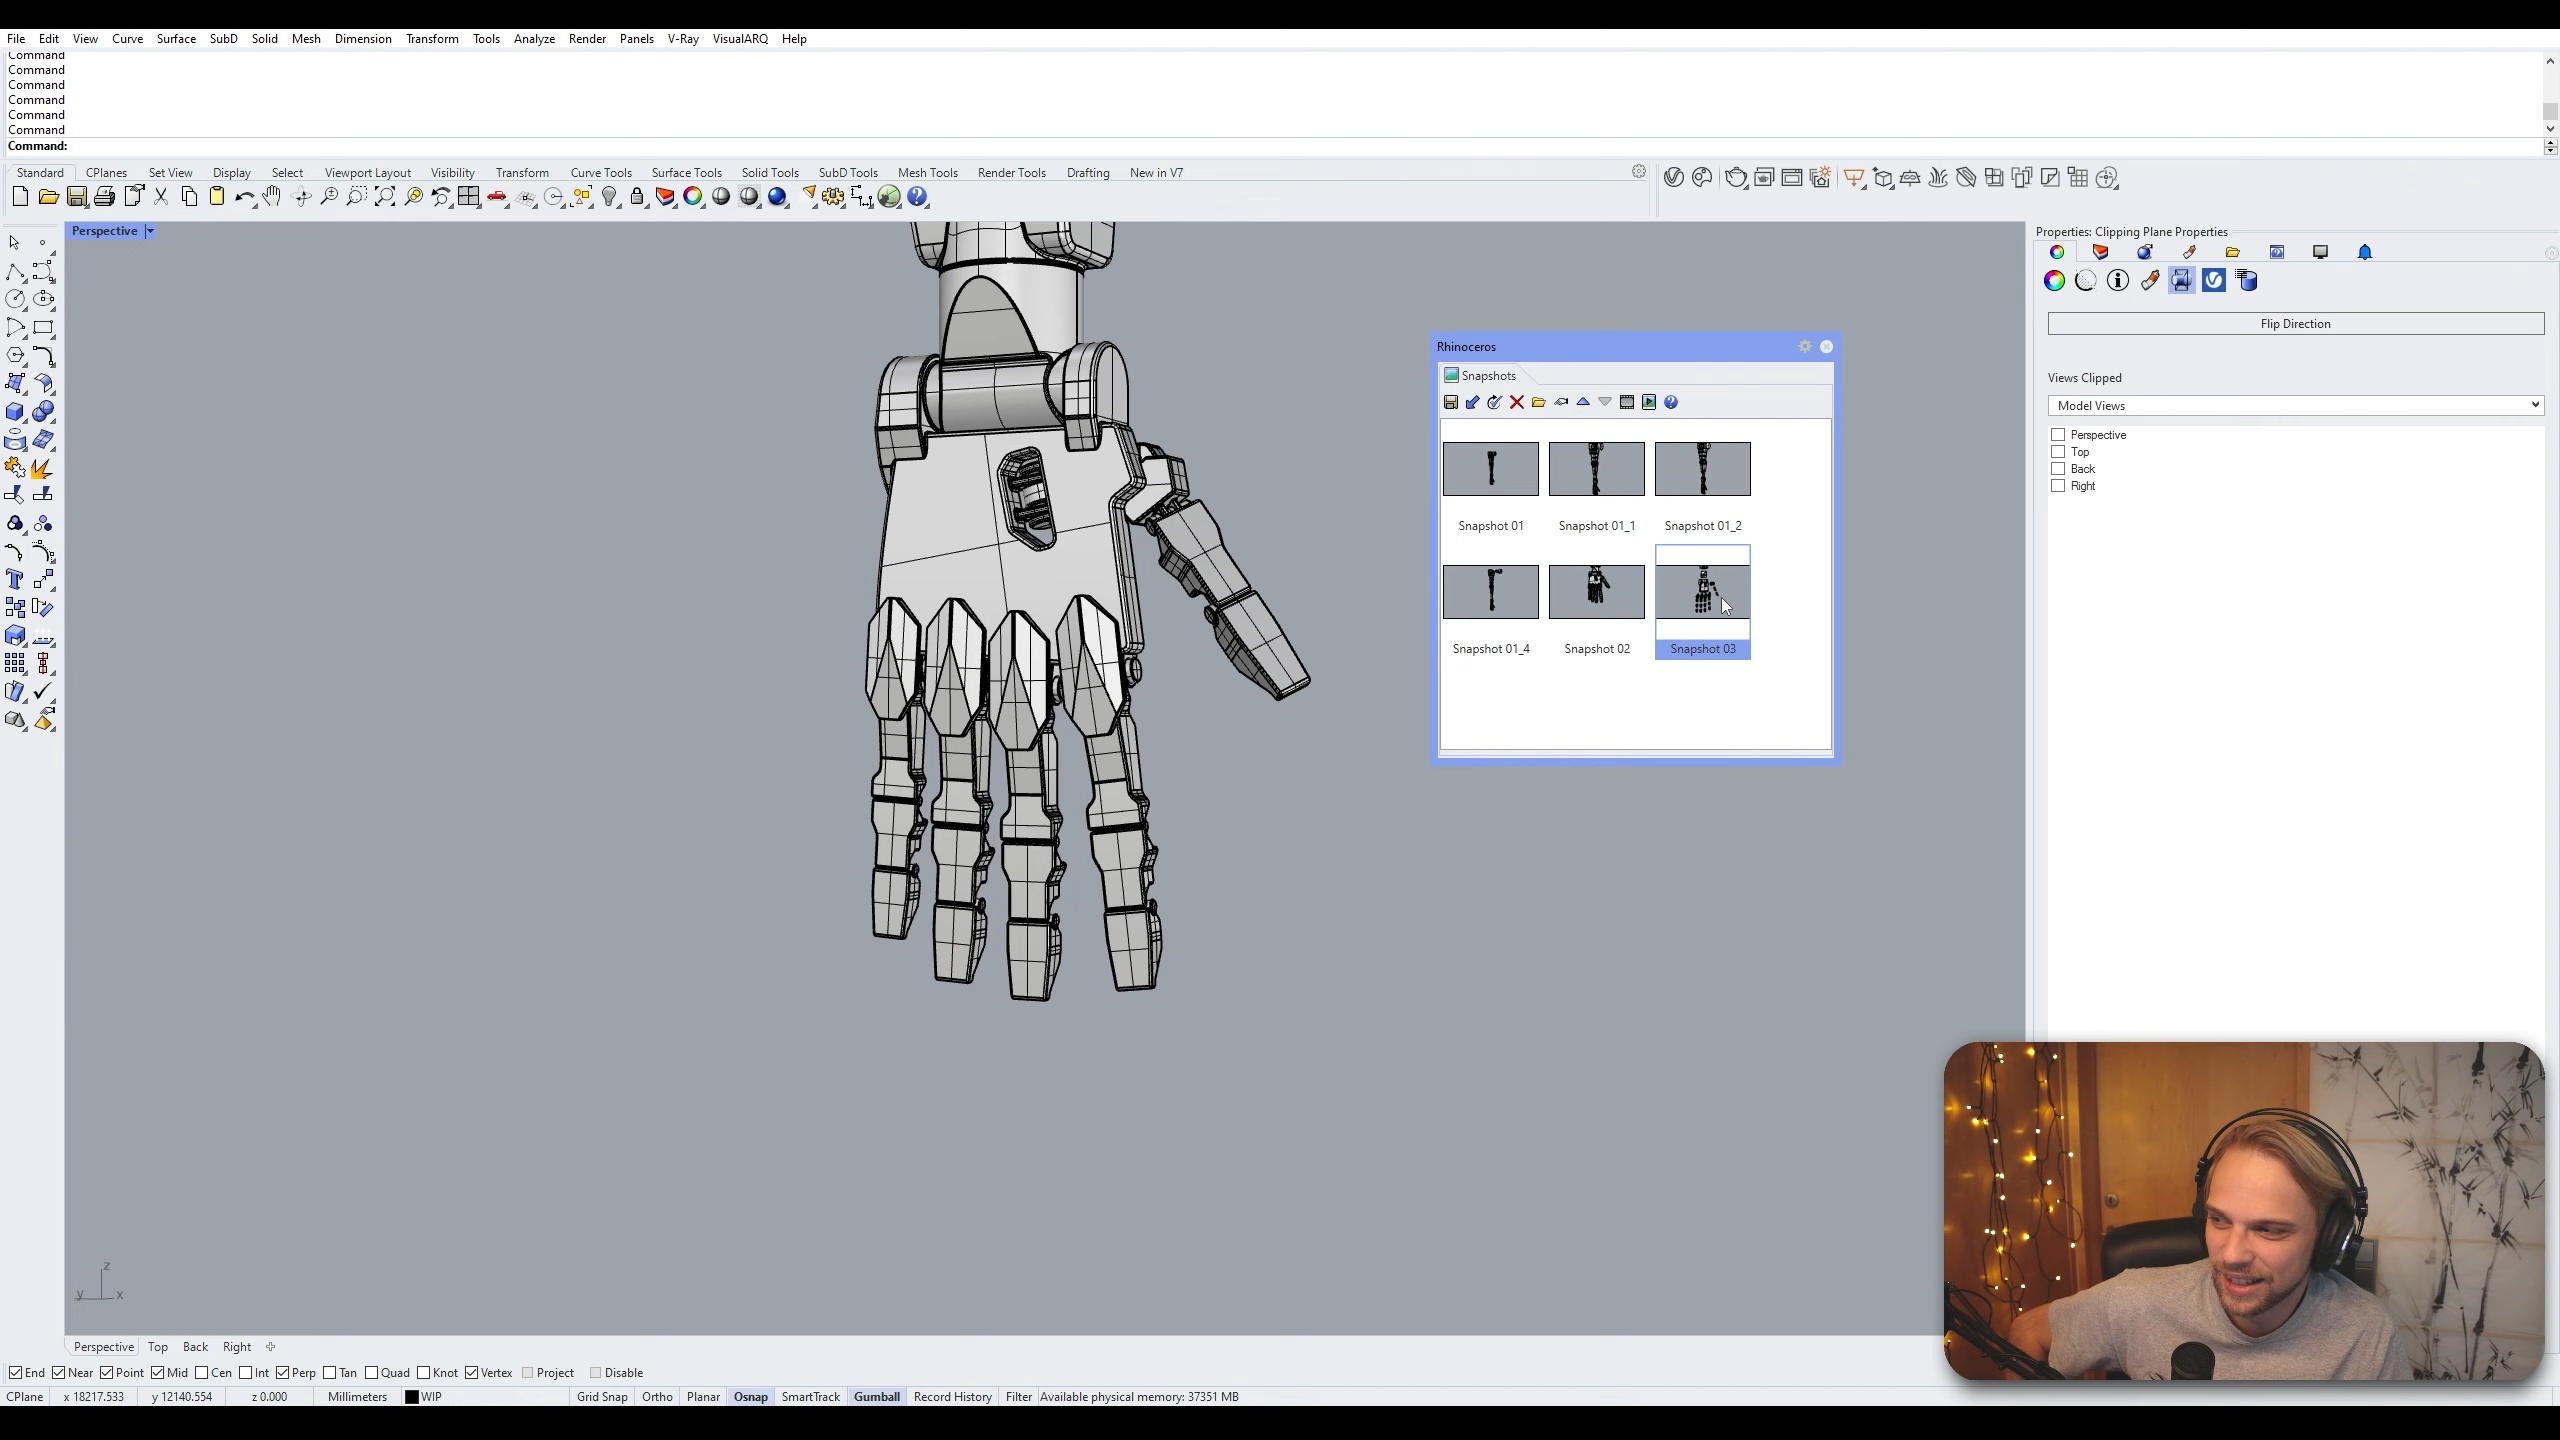 File Edit View Curve Surface SubD Solid Mesh Dimension Transform Tools Analyze Render Panels V-Ray VisualARQ Help
Command
Command
Command
Command
Command
Command
Command:
Standard CPlanes Set View Display Select Viewport Layout Visibility Transform Curve Tools Surface Tools Solid Tools SubD Tools Mesh Tools Render Tools Drafting New in V7
Perspective
Properties: Clipping Plane Properties
Flip Direction
Views Clipped
Model Views
Perspective
Top
Back
Right
Rhinoceros
Snapshots
Snapshot 01 Snapshot 01_1 Snapshot 01_2
Snapshot 01_4 Snapshot 02 Snapshot 03
z
y x
Perspective Top Back Right
End Near Point Mid Cen Int Perp Tan Quad Knot Vertex Project Disable
CPlane x 18217.533 y 12140.554 z 0.000 Millimeters WIP Grid Snap Ortho Planar Osnap SmartTrack Gumball Record History Filter Available physical memory: 37351 MB